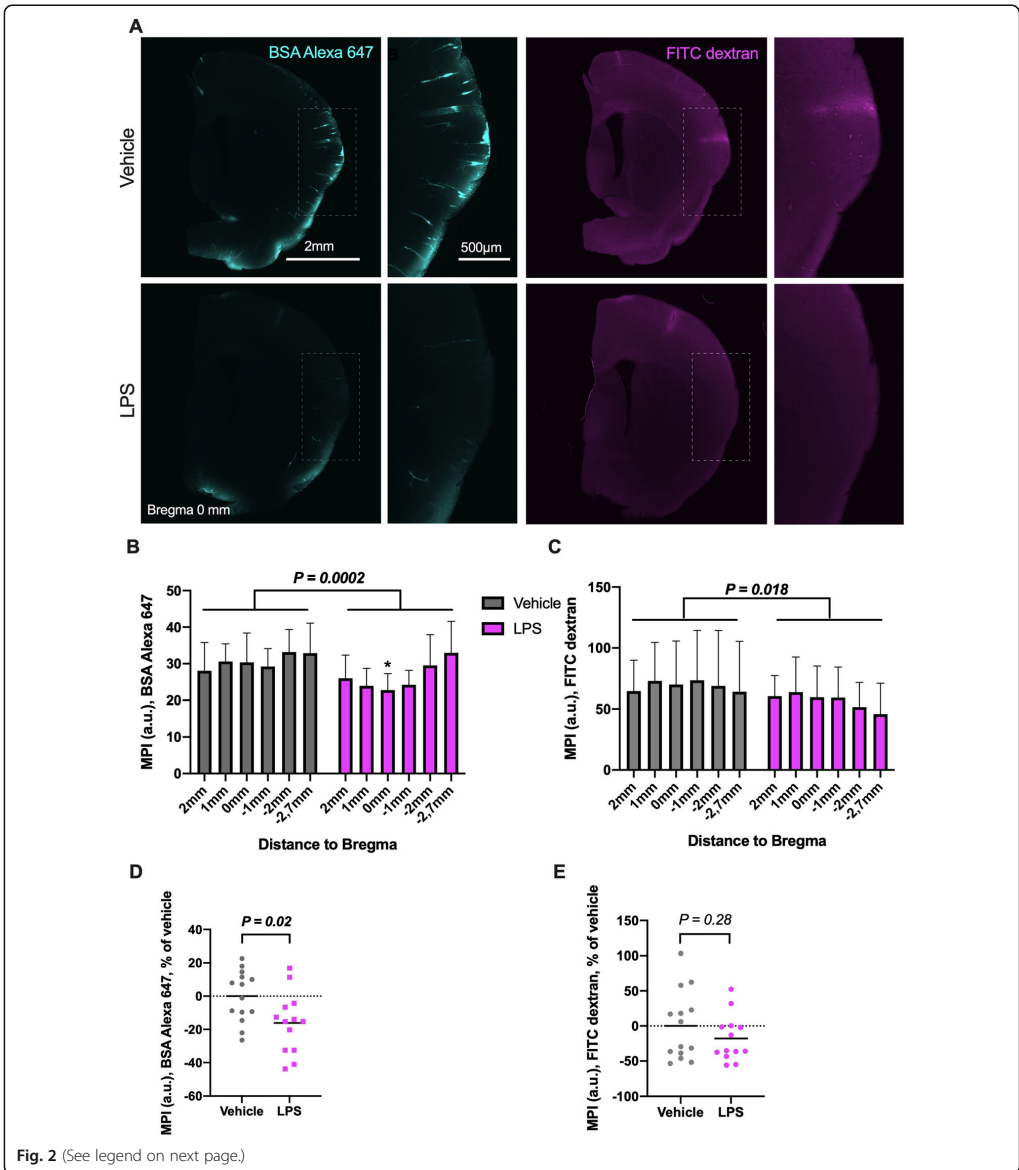 A
BSA Alexa 647
B
FITC dextran
Vehicle
2mm
500µm
LPS
Bregma 0 mm
B
P = 0.0002
MPI (a.u.), BSA Alexa 647
50
40
30
20
10
0
*
2mm
1mm
0mm
-1mm
-2mm
-2,7mm
2mm
1mm
0mm
-1mm
-2mm
-2,7mm
Distance to Bregma
Vehicle
LPS
C
P = 0.018
MPI (a.u.), FITC dextran
150
100
50
0
2mm
1mm
0mm
-1mm
-2mm
-2,7mm
2mm
1mm
0mm
-1mm
-2mm
-2,7mm
Distance to Bregma
D
P = 0.02
MPI (a.u.), BSA Alexa 647, % of vehicle
40
20
0
-20
-40
-60
Vehicle
LPS
E
P = 0.28
MPI (a.u.), FITC dextran, % of vehicle
150
100
50
0
-50
-100
Vehicle
LPS
Fig. 2 (See legend on next page.)